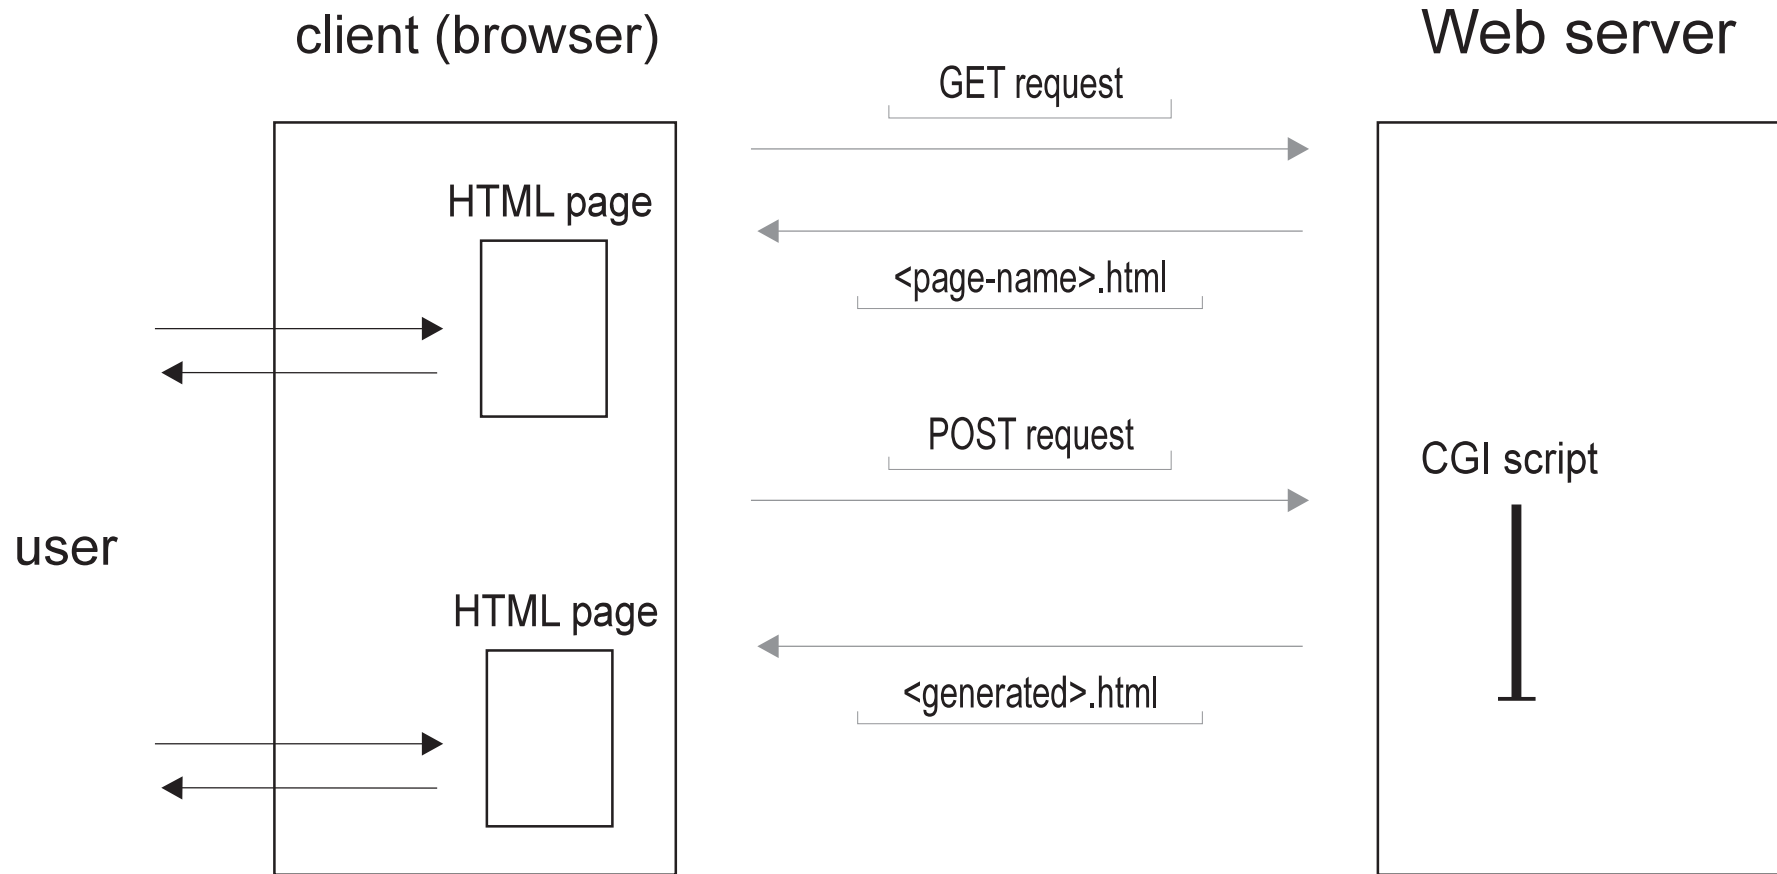 client (browser)
Web server
GET request
HTML page
<page-name>.html
POST request
CGI script
user
HTML page
<generated>.html